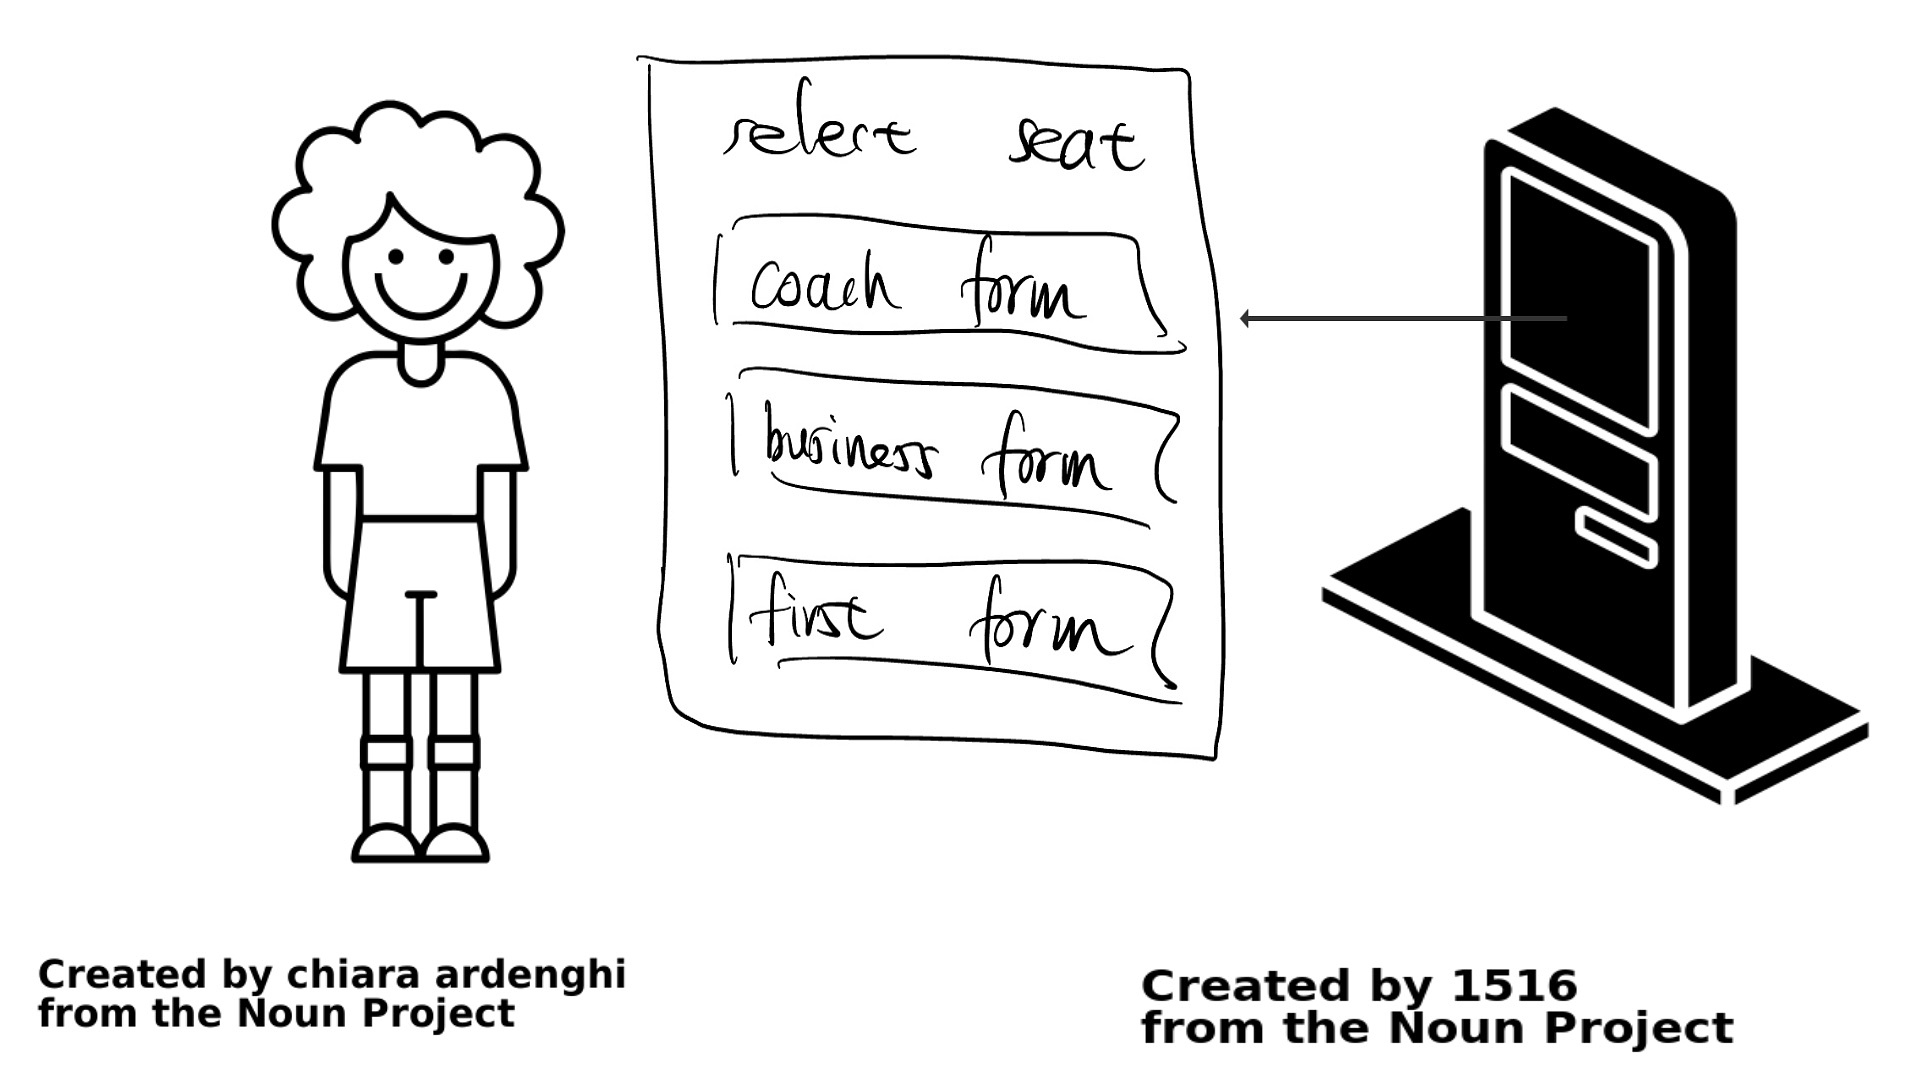 select seat
coach form
business form
first form
Created by chiara ardenghi
from the Noun Project
Created by 1516
from the Noun Project